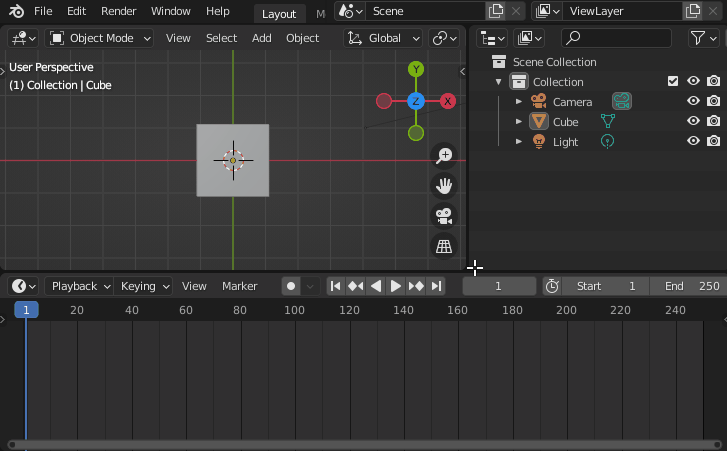 File Edit Render Window Help Layout M Scene ViewLayer
Object Mode View Select Add Object Global
User Perspective
(1) Collection | Cube
Y
X
Z
Scene Collection
Collection
Camera
Cube
Light
Playback Keying View Marker 1 Start 1 End 250
1 20 40 60 80 100 120 140 160 180 200 220 240